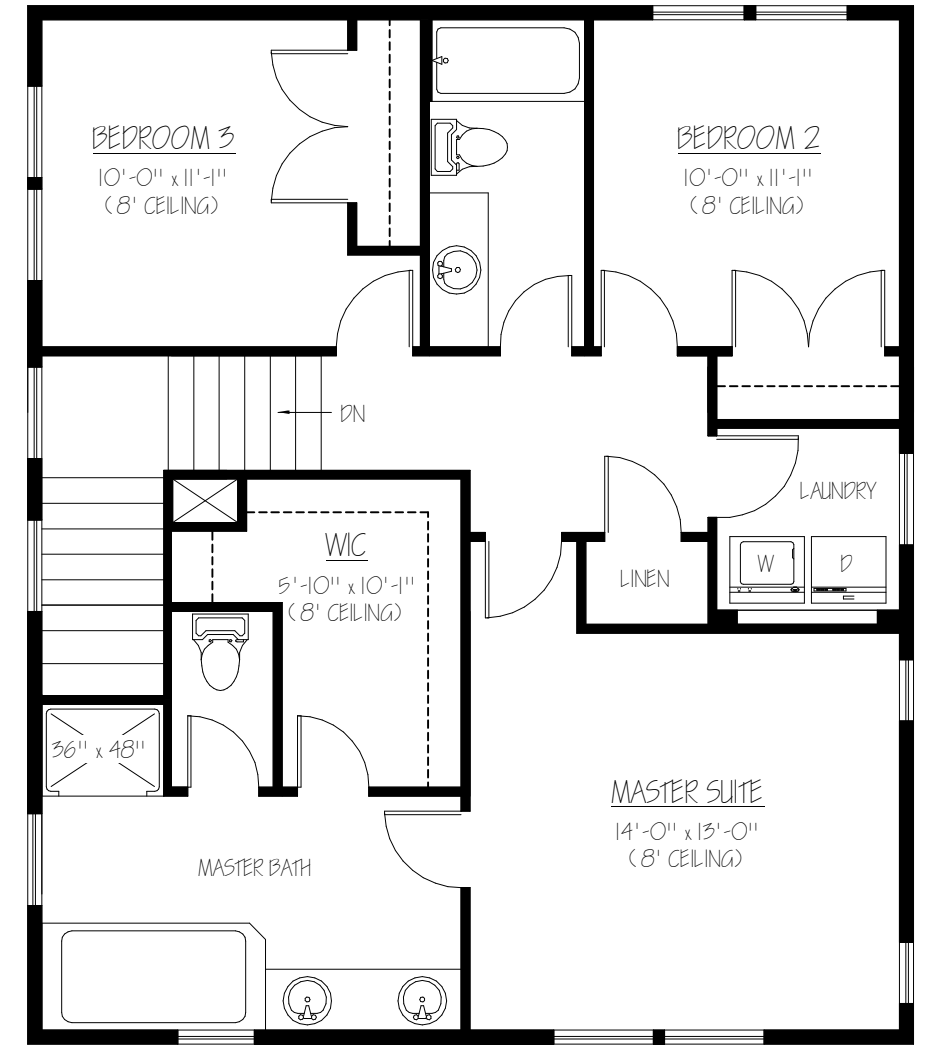 BEDROOM 3
10'-0" x 11'-1"
(8' CEILING)
BEDROOM 2
10'-0" x 11'-1"
(8' CEILING)
DN
LAUNDRY
W
D
LINEN
WIC
5'-10" x 10'-1"
(8' CEILING)
36" x 48"
MASTER SUITE
14'-0" x 13'-0"
(8' CEILING)
MASTER BATH